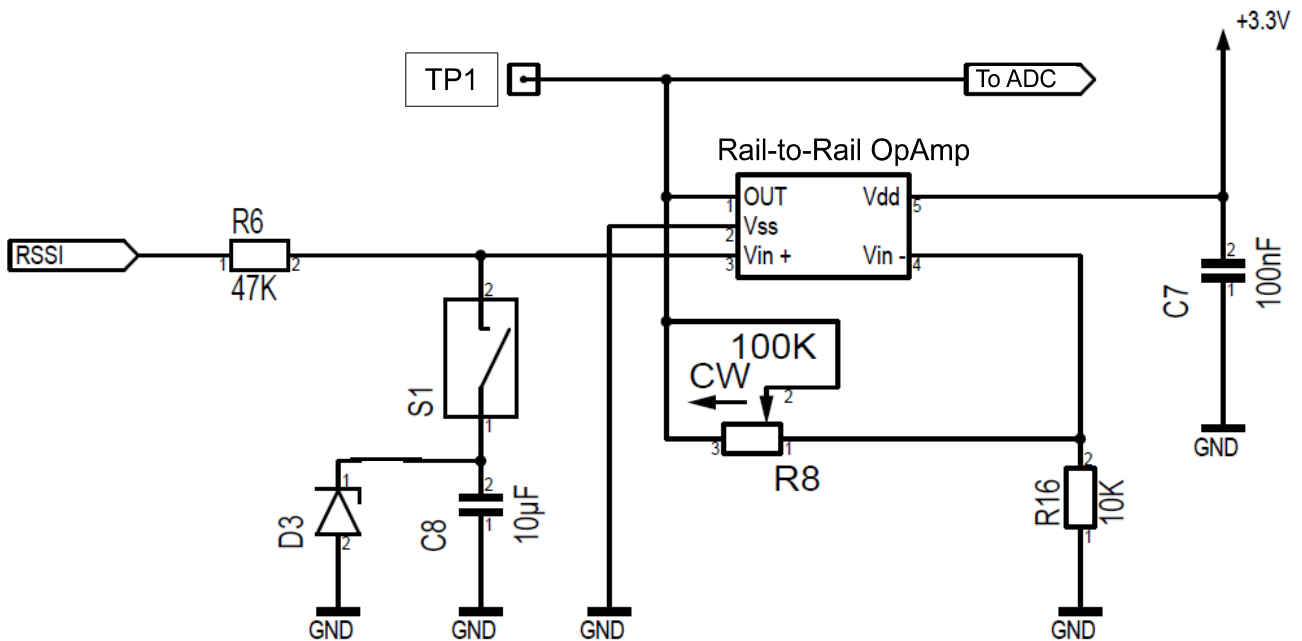 +3.3V
TP1
To ADC
Rail-to-Rail OpAmp
OUT
Vdd
1
5
Vss
2
R6
RSSI
1
2
47K
Vin +
3
Vin -
4
2
1
C7
100nF
2
S1
1
100K
CW
2
3
1
R8
GND
1
D3
2
2
C8
1
10µF
2
R16
10K
1
GND
GND
GND
GND